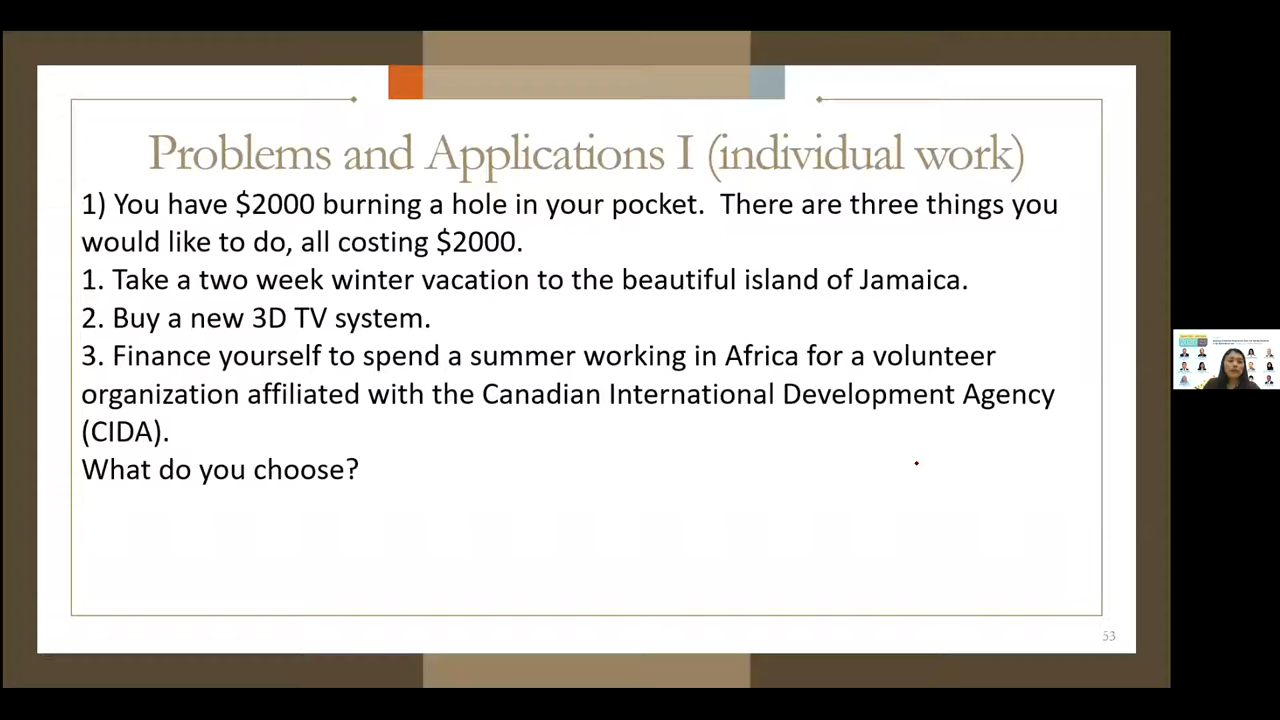 Problems and Applications I (individual work)
1) You have $2000 burning a hole in your pocket.  There are three things you
would like to do, all costing $2000.
1. Take a two week winter vacation to the beautiful island of Jamaica.
2. Buy a new 3D TV system.
3. Finance yourself to spend a summer working in Africa for a volunteer
organization affiliated with the Canadian International Development Agency
(CIDA).
What do you choose?
53